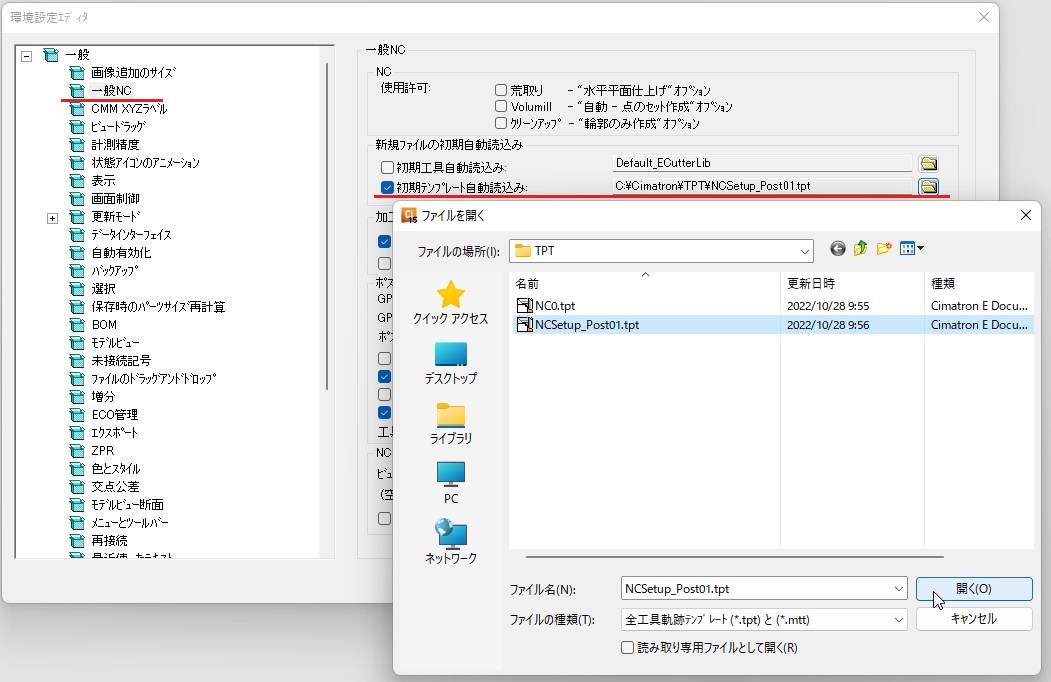 環境設定ｴﾃﾞｨﾀ
一般
画像追加のｻｲｽﾞ
一般NC
CMM XYZﾗﾍﾞﾙ
ﾋﾞｭｰﾄﾞﾗｯｸﾞ
計測精度
状態ｱｲｺﾝのｱﾆﾒｰｼｮﾝ
表示
画面制御
更新ﾓｰﾄﾞ
ﾃﾞｰﾀｲﾝﾀｰﾌｪｲｽ
自動有効化
ﾊﾞｯｸｱｯﾌﾟ
選択
保存時のﾊﾟｰﾂｻｲｽﾞ再計算
BOM
ﾓﾃﾞﾙﾋﾞｭｰ
未接続記号
ﾌｧｲﾙのﾄﾞﾗｯｸﾞｱﾝﾄﾞﾄﾞﾛｯﾌﾟ
増分
ECO管理
ｴｸｽﾎﾟｰﾄ
ZPR
色とｽﾀｲﾙ
交点公差
ﾓﾃﾞﾙﾋﾞｭｰ断面
ﾒﾆｭｰとﾂｰﾙﾊﾞｰ
再接続
一般NC
NC
使用許可:
荒取り －“水平平面仕上げ”ｵﾌﾟｼｮﾝ
Volumill －“自動 - 点のセット作成”ｵﾌﾟｼｮﾝ
ｸﾘｰﾝｱｯﾌﾟ －“輪郭のみ作成”ｵﾌﾟｼｮﾝ
新規ﾌｧｲﾙの初期自動読込み
初期工具自動読込み: Default_ECutterLib
初期ﾃﾝﾌﾟﾚｰﾄ自動読込み: C:¥Cimatron¥TPT¥NCSetup_Post01.tpt
加工
ﾎﾟｽ
GP
GP
ﾎﾟｽ
工具
NC
ﾋﾞｭ
(空
ファイルを開く
ファイルの場所(I): TPT
名前 更新日時 種類
NC0.tpt 2022/10/28 9:55 Cimatron E Docu...
NCSetup_Post01.tpt 2022/10/28 9:56 Cimatron E Docu...
クイック アクセス
デスクトップ
ライブラリ
PC
ネットワーク
ファイル名(N): NCSetup_Post01.tpt 開く(O)
ファイルの種類(T): 全工具軌跡ﾃﾝﾌﾟﾚｰﾄ (*.tpt) と (*.mtt) キャンセル
読み取り専用ファイルとして開く(R)